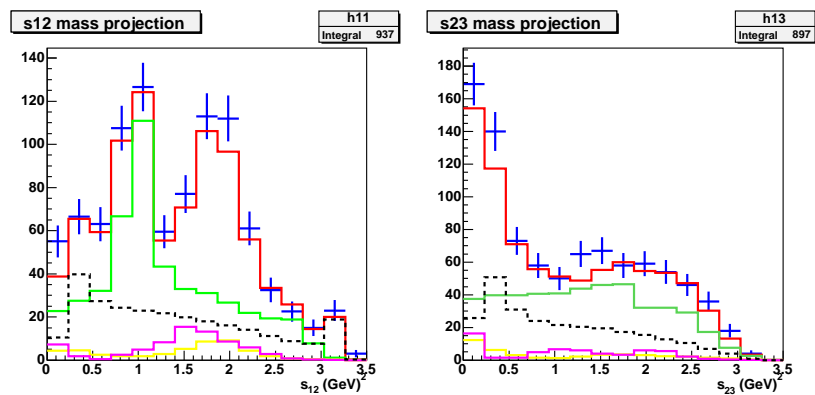 s12 mass projection
h11
Integral 937
140
120
100
80
60
40
20
0
0 0.5 1 1.5 2 2.5 3 3.5
s12 (GeV)2
s23 mass projection
h13
Integral 897
180
160
140
120
100
80
60
40
20
0
0 0.5 1 1.5 2 2.5 3 3.5
s23 (GeV)2